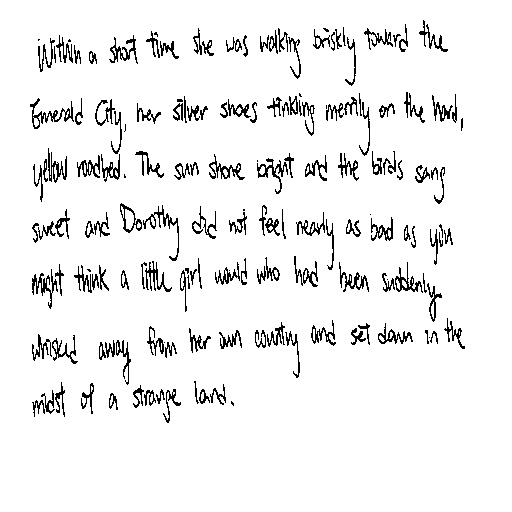 Within a short time she was walking briskly toward the
Emerald City, her silver shoes tinkling merrily on the hard,
yellow roadbed. The sun shone bright and the birds sang
sweet and Dorothy did not feel nearly as bad as you
might think a little girl would who had been suddenly
whisked away from her own country and set down in the
midst of a strange land.